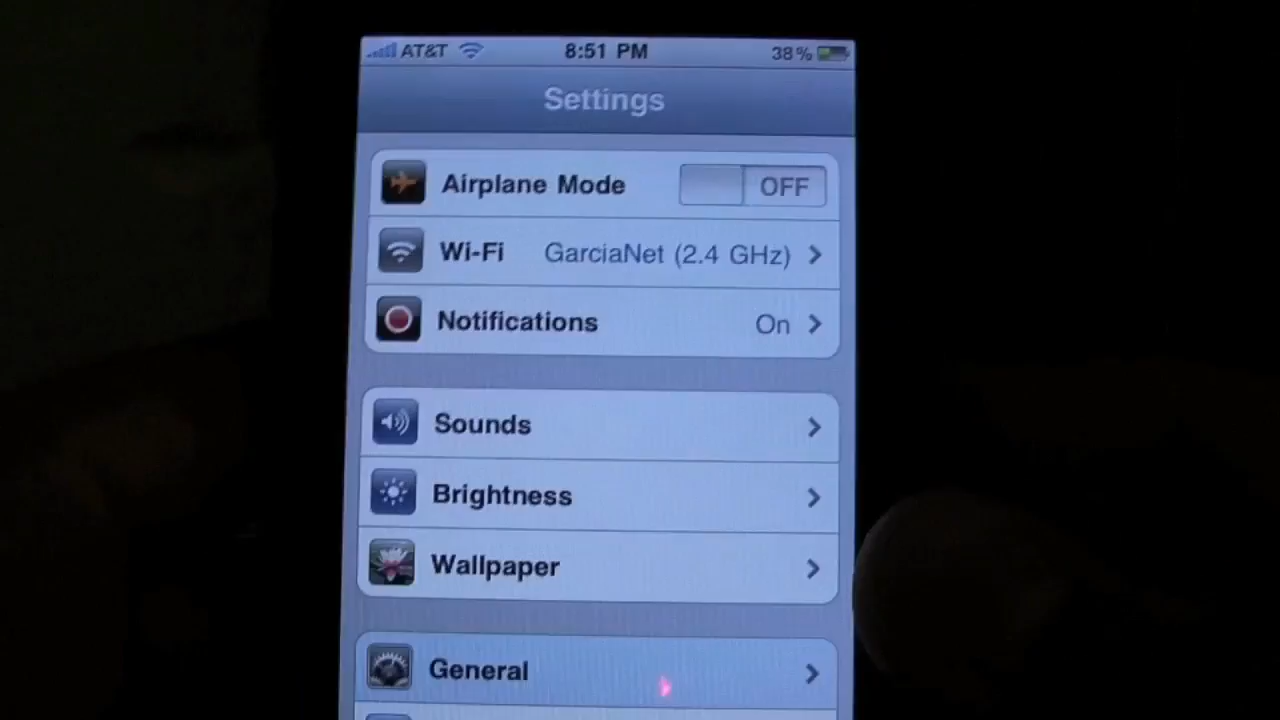 AT&T 8:51 PM 38%
Settings
Airplane Mode OFF
Wi-Fi GarciaNet (2.4 GHz)
Notifications On
Sounds
Brightness
Wallpaper
General